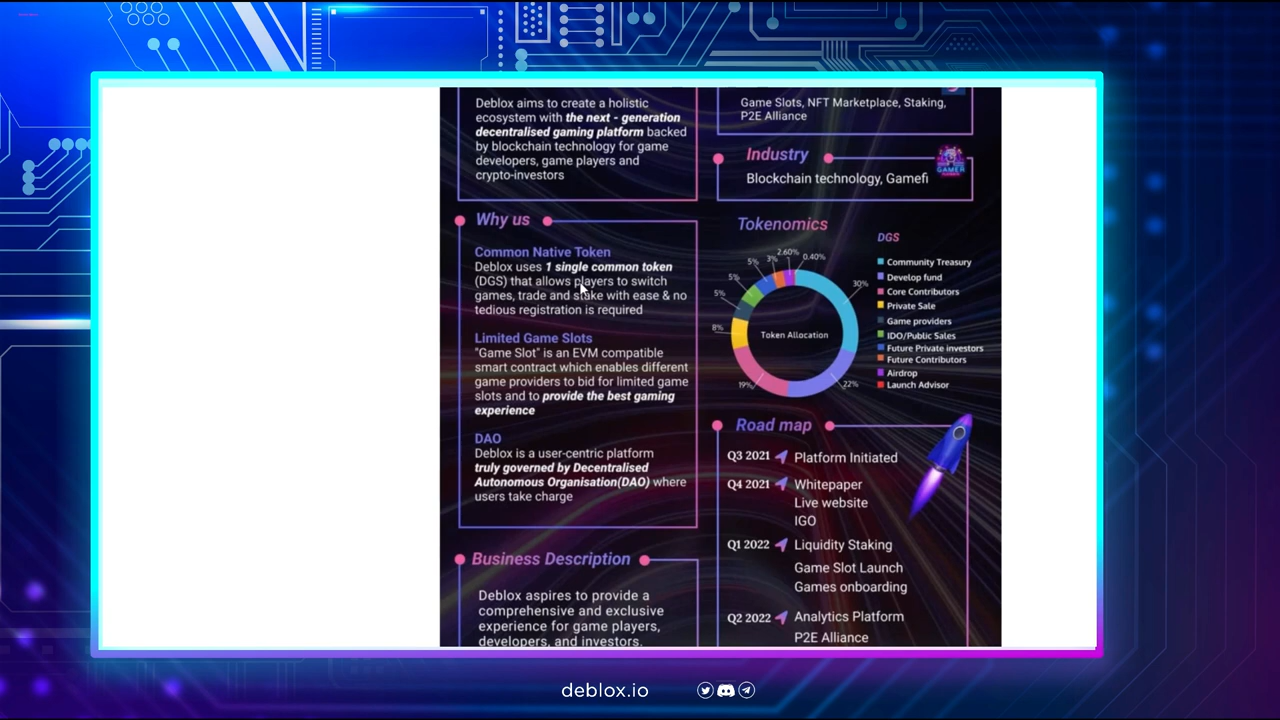 Deblox aims to create a holistic
ecosystem with the next - generation
decentralised gaming platform backed
by blockchain technology for game
developers, game players and
crypto-investors
Why us
Common Native Token
Deblox uses 1 single common token
(DGS) that allows players to switch
games, trade and stake with ease & no
tedious registration is required
Limited Game Slots
"Game Slot" is an EVM compatible
smart contract which enables different
game providers to bid for limited game
slots and to provide the best gaming
experience
DAO
Deblox is a user-centric platform
truly governed by Decentralised
Autonomous Organisation(DAO) where
users take charge
Business Description
Deblox aspires to provide a
comprehensive and exclusive
experience for game players,
developers, and investors.
Game Slots, NFT Marketplace, Staking,
P2E Alliance
Industry
Blockchain technology, Gamefi
GAMER
Tokenomics
DGS
Token Allocation
30%
22%
19%
8%
5%
5%
5%
3%
2.60%
0.40%
Community Treasury
Develop fund
Core Contributors
Private Sale
Game providers
IDO/Public Sales
Future Private investors
Future Contributors
Airdrop
Launch Advisor
Road map
Q3 2021 Platform Initiated
Q4 2021 Whitepaper
Live website
IGO
Q1 2022 Liquidity Staking
Game Slot Launch
Games onboarding
Q2 2022 Analytics Platform
P2E Alliance
deblox.io